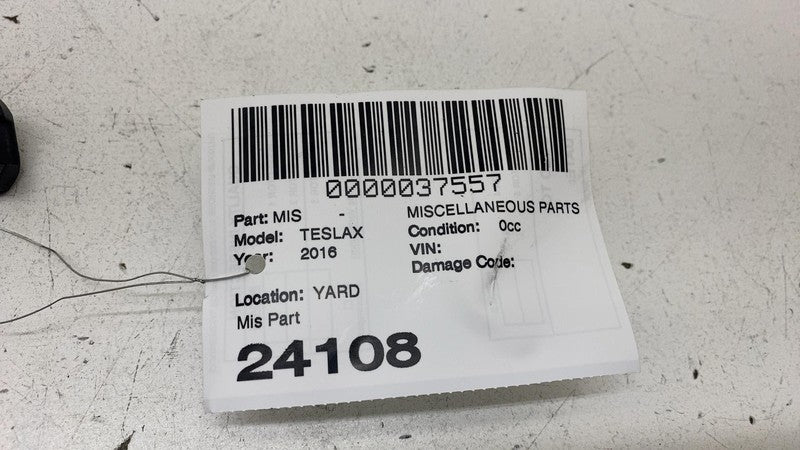 0000037557
Part: MIS - MISCELLANEOUS PARTS
Model: TESLAX Condition: 0cc
Year: 2016 VIN:
Damage Code:
Location: YARD
Mis Part
24108